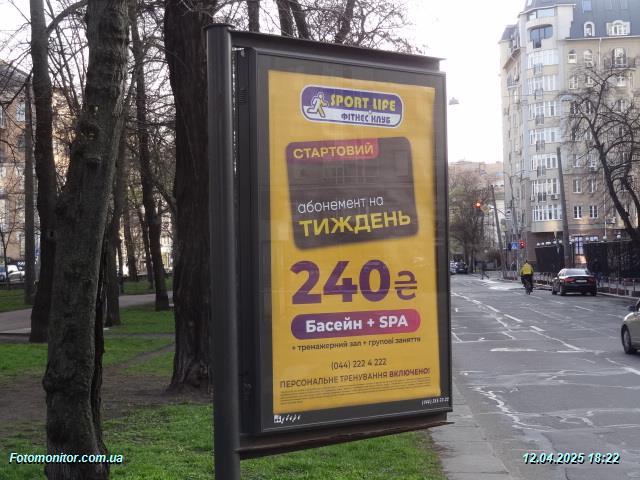 SPORT LIFE
ФІТНЕС КЛУБ
СТАРТОВИЙ
абонемент на
ТИЖДЕНЬ
240₴
Басейн + SPA
+ тренажерний зал + групові заняття
(044) 222 4 222
ПЕРСОНАЛЬНЕ ТРЕНУВАННЯ ВКЛЮЧЕНО!
Fotomonitor.com.ua
12.04.2025 18:22